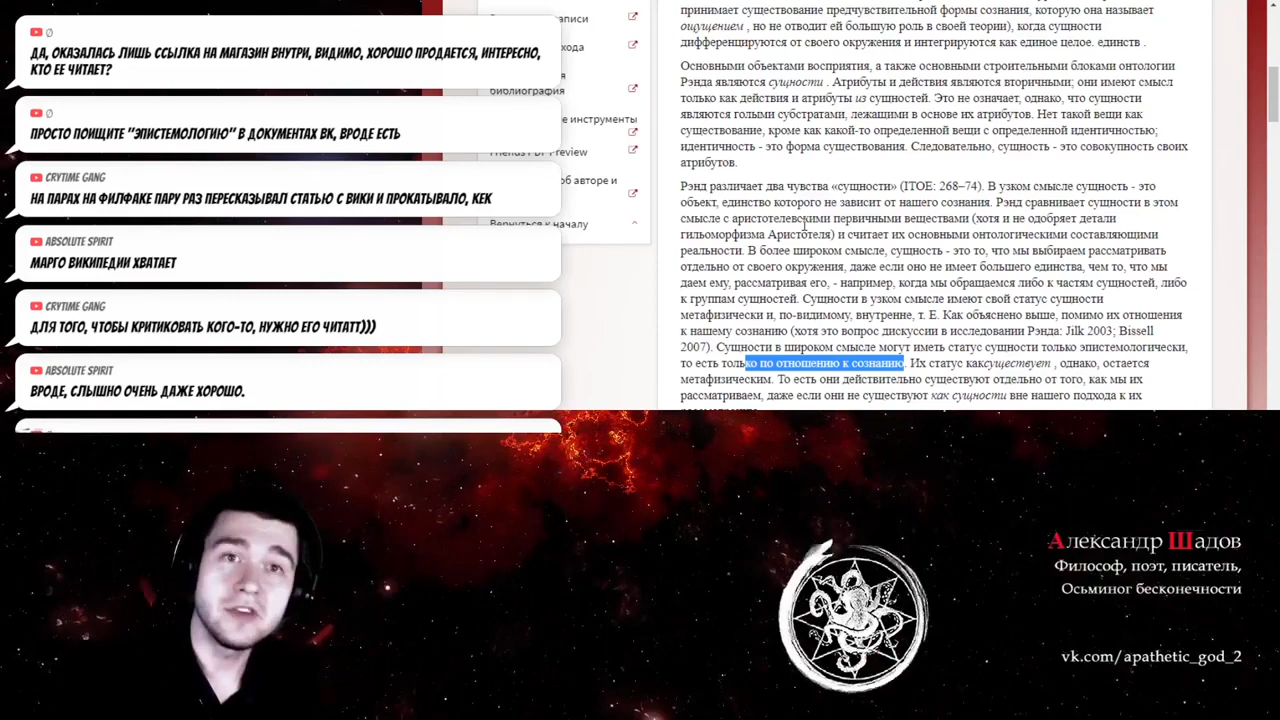 Ø
ДА, ОКАЗАЛАСЬ ЛИШЬ ССЫЛКА НА МАГАЗИН ВНУТРИ, ВИДИМО, ХОРОШО ПРОДАЕТСЯ, ИНТЕРЕСНО,
КТО ЕЕ ЧИТАЕТ?
Ø
ПРОСТО ПОИЩИТЕ "ЭПИСТЕМОЛОГИЮ" В ДОКУМЕНТАХ ВК, ВРОДЕ ЕСТЬ
CRYTIME GANG
НА ПАРАХ НА ФИЛФАКЕ ПАРУ РАЗ ПЕРЕСКАЗЫВАЛ СТАТЬЮ С ВИКИ И ПРОКАТЫВАЛО, КЕК
ABSOLUTE SPIRIT
МАРГО ВИКИПЕДИИ ХВАТАЕТ
CRYTIME GANG
ДЛЯ ТОГО, ЧТОБЫ КРИТИКОВАТЬ КОГО-ТО, НУЖНО ЕГО ЧИТАТТ)))
ABSOLUTE SPIRIT
ВРОДЕ, СЛЫШНО ОЧЕНЬ ДАЖЕ ХОРОШО.
библиография
е инструменты
Friends PDF Preview
об авторе и
Вернуться к началу
принимает существование предчувствительной формы сознания, которую она называет
ощущением , но не отводит ей большую роль в своей теории), когда сущности
дифференцируются от своего окружения и интегрируются как единое целое. единств .
Основными объектами восприятия, а также основными строительными блоками онтологии
Рэнда являются сущности . Атрибуты и действия являются вторичными; они имеют смысл
только как действия и атрибуты из сущностей. Это не означает, однако, что сущности
являются голыми субстратами, лежащими в основе их атрибутов. Нет такой вещи как
существование, кроме как какой-то определенной вещи с определенной идентичностью;
идентичность - это форма существования. Следовательно, сущность - это совокупность своих
атрибутов.
Рэнд различает два чувства «сущности» (ITOE: 268–74). В узком смысле сущность - это
объект, единство которого не зависит от нашего сознания. Рэнд сравнивает сущности в этом
смысле с аристотелевскими первичными веществами (хотя и не одобряет детали
гильоморфизма Аристотеля) и считает их основными онтологическими составляющими
реальности. В более широком смысле, сущность - это то, что мы выбираем рассматривать
отдельно от своего окружения, даже если оно не имеет большего единства, чем то, что мы
даем ему, рассматривая его, - например, когда мы обращаемся либо к частям сущностей, либо
к группам сущностей. Сущности в узком смысле имеют свой статус сущности
метафизически и, по-видимому, внутренне, т. Е. Как объяснено выше, помимо их отношения
к нашему сознанию (хотя это вопрос дискуссии в исследовании Рэнда: Jilk 2003; Bissell
2007). Сущности в широком смысле могут иметь статус сущности только эпистемологически,
то есть только по отношению к сознанию. Их статус каксуществует , однако, остается
метафизическим. То есть они действительно существуют отдельно от того, как мы их
рассматриваем, даже если они не существуют как сущности вне нашего подхода к их
Александр Шадов
Философ, поэт, писатель,
Осьминог бесконечности
vk.com/apathetic_god_2